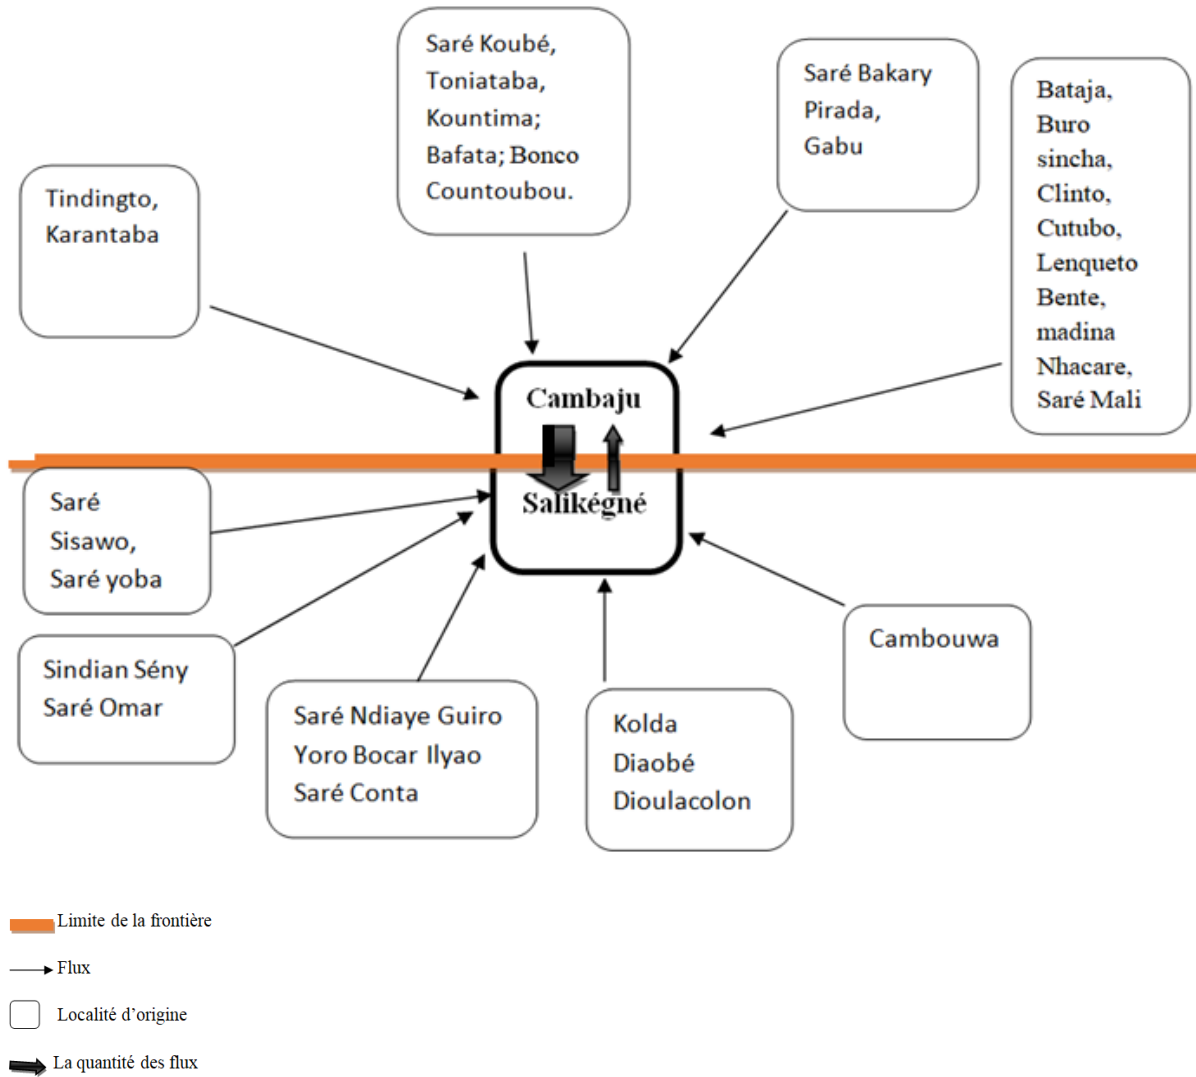 Saré Koubé,
Toniataba,
Kountima;
Bafata; Bonco
Countoubou.
Saré Bakary
Pirada,
Gabu
Bataja,
Buro
sincha,
Clinto,
Cutubo,
Lenqueto
Bente,
madina
Nhacare,
Saré Mali
Tindingto,
Karantaba
Cambaju
Salikégné
Saré
Sisawo,
Saré yoba
Sindian Sény
Saré Omar
Saré Ndiaye Guiro
Yoro Bocar Ilyao
Saré Conta
Kolda
Diaobé
Dioulacolon
Cambouwa
Limite de la frontière
Flux
Localité d’origine
La quantité des flux